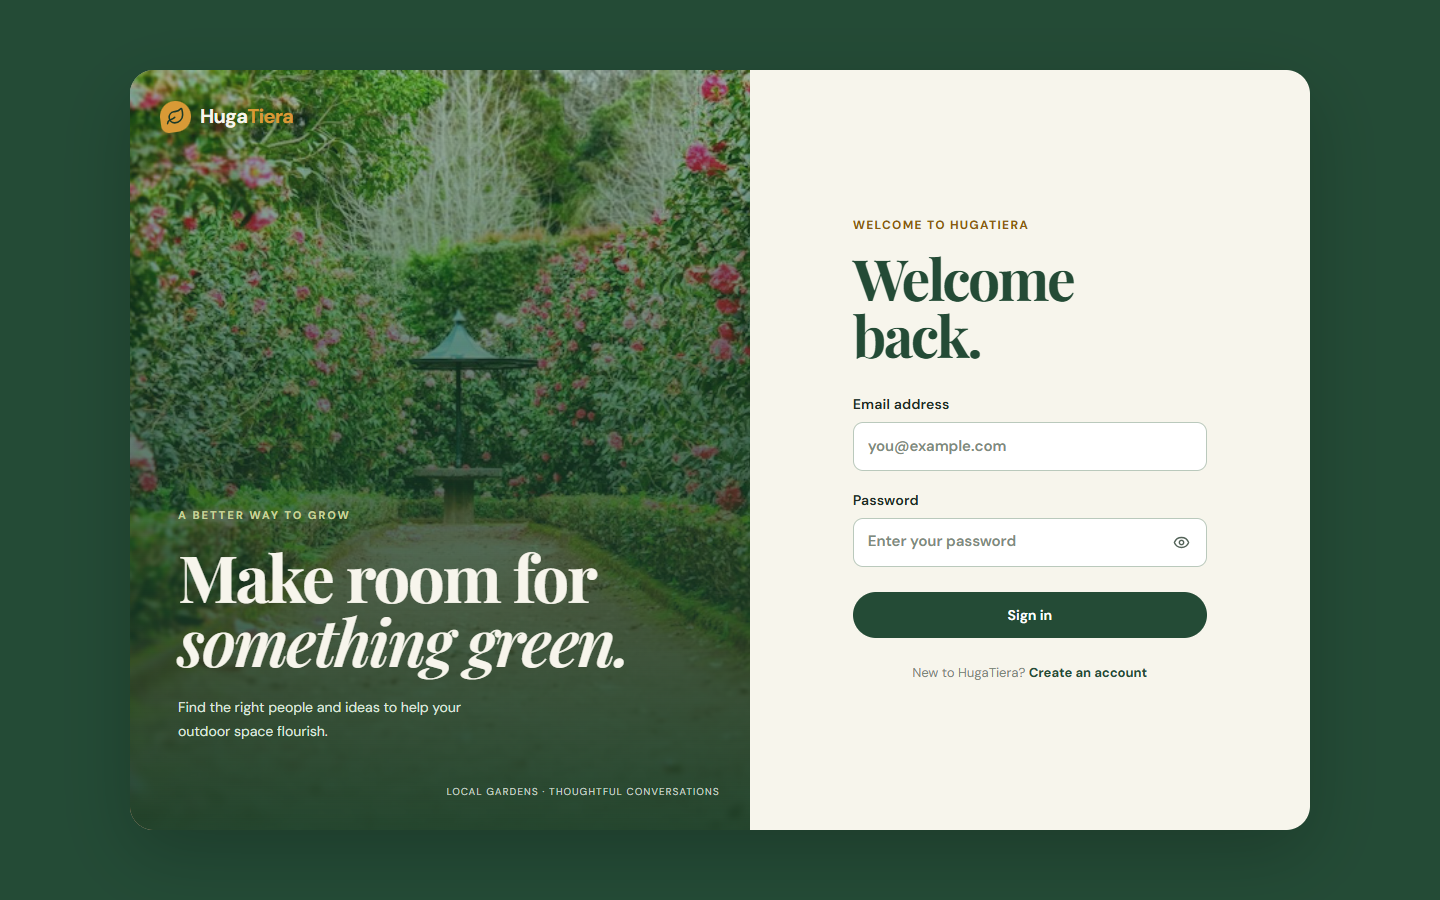 HugaTiera
A BETTER WAY TO GROW
Make room for
something green.
Find the right people and ideas to help your
outdoor space flourish.
LOCAL GARDENS · THOUGHTFUL CONVERSATIONS
WELCOME TO HUGATIERA
Welcome
back.
Email address
you@example.com
Password
Enter your password
Sign in
New to HugaTiera? Create an account